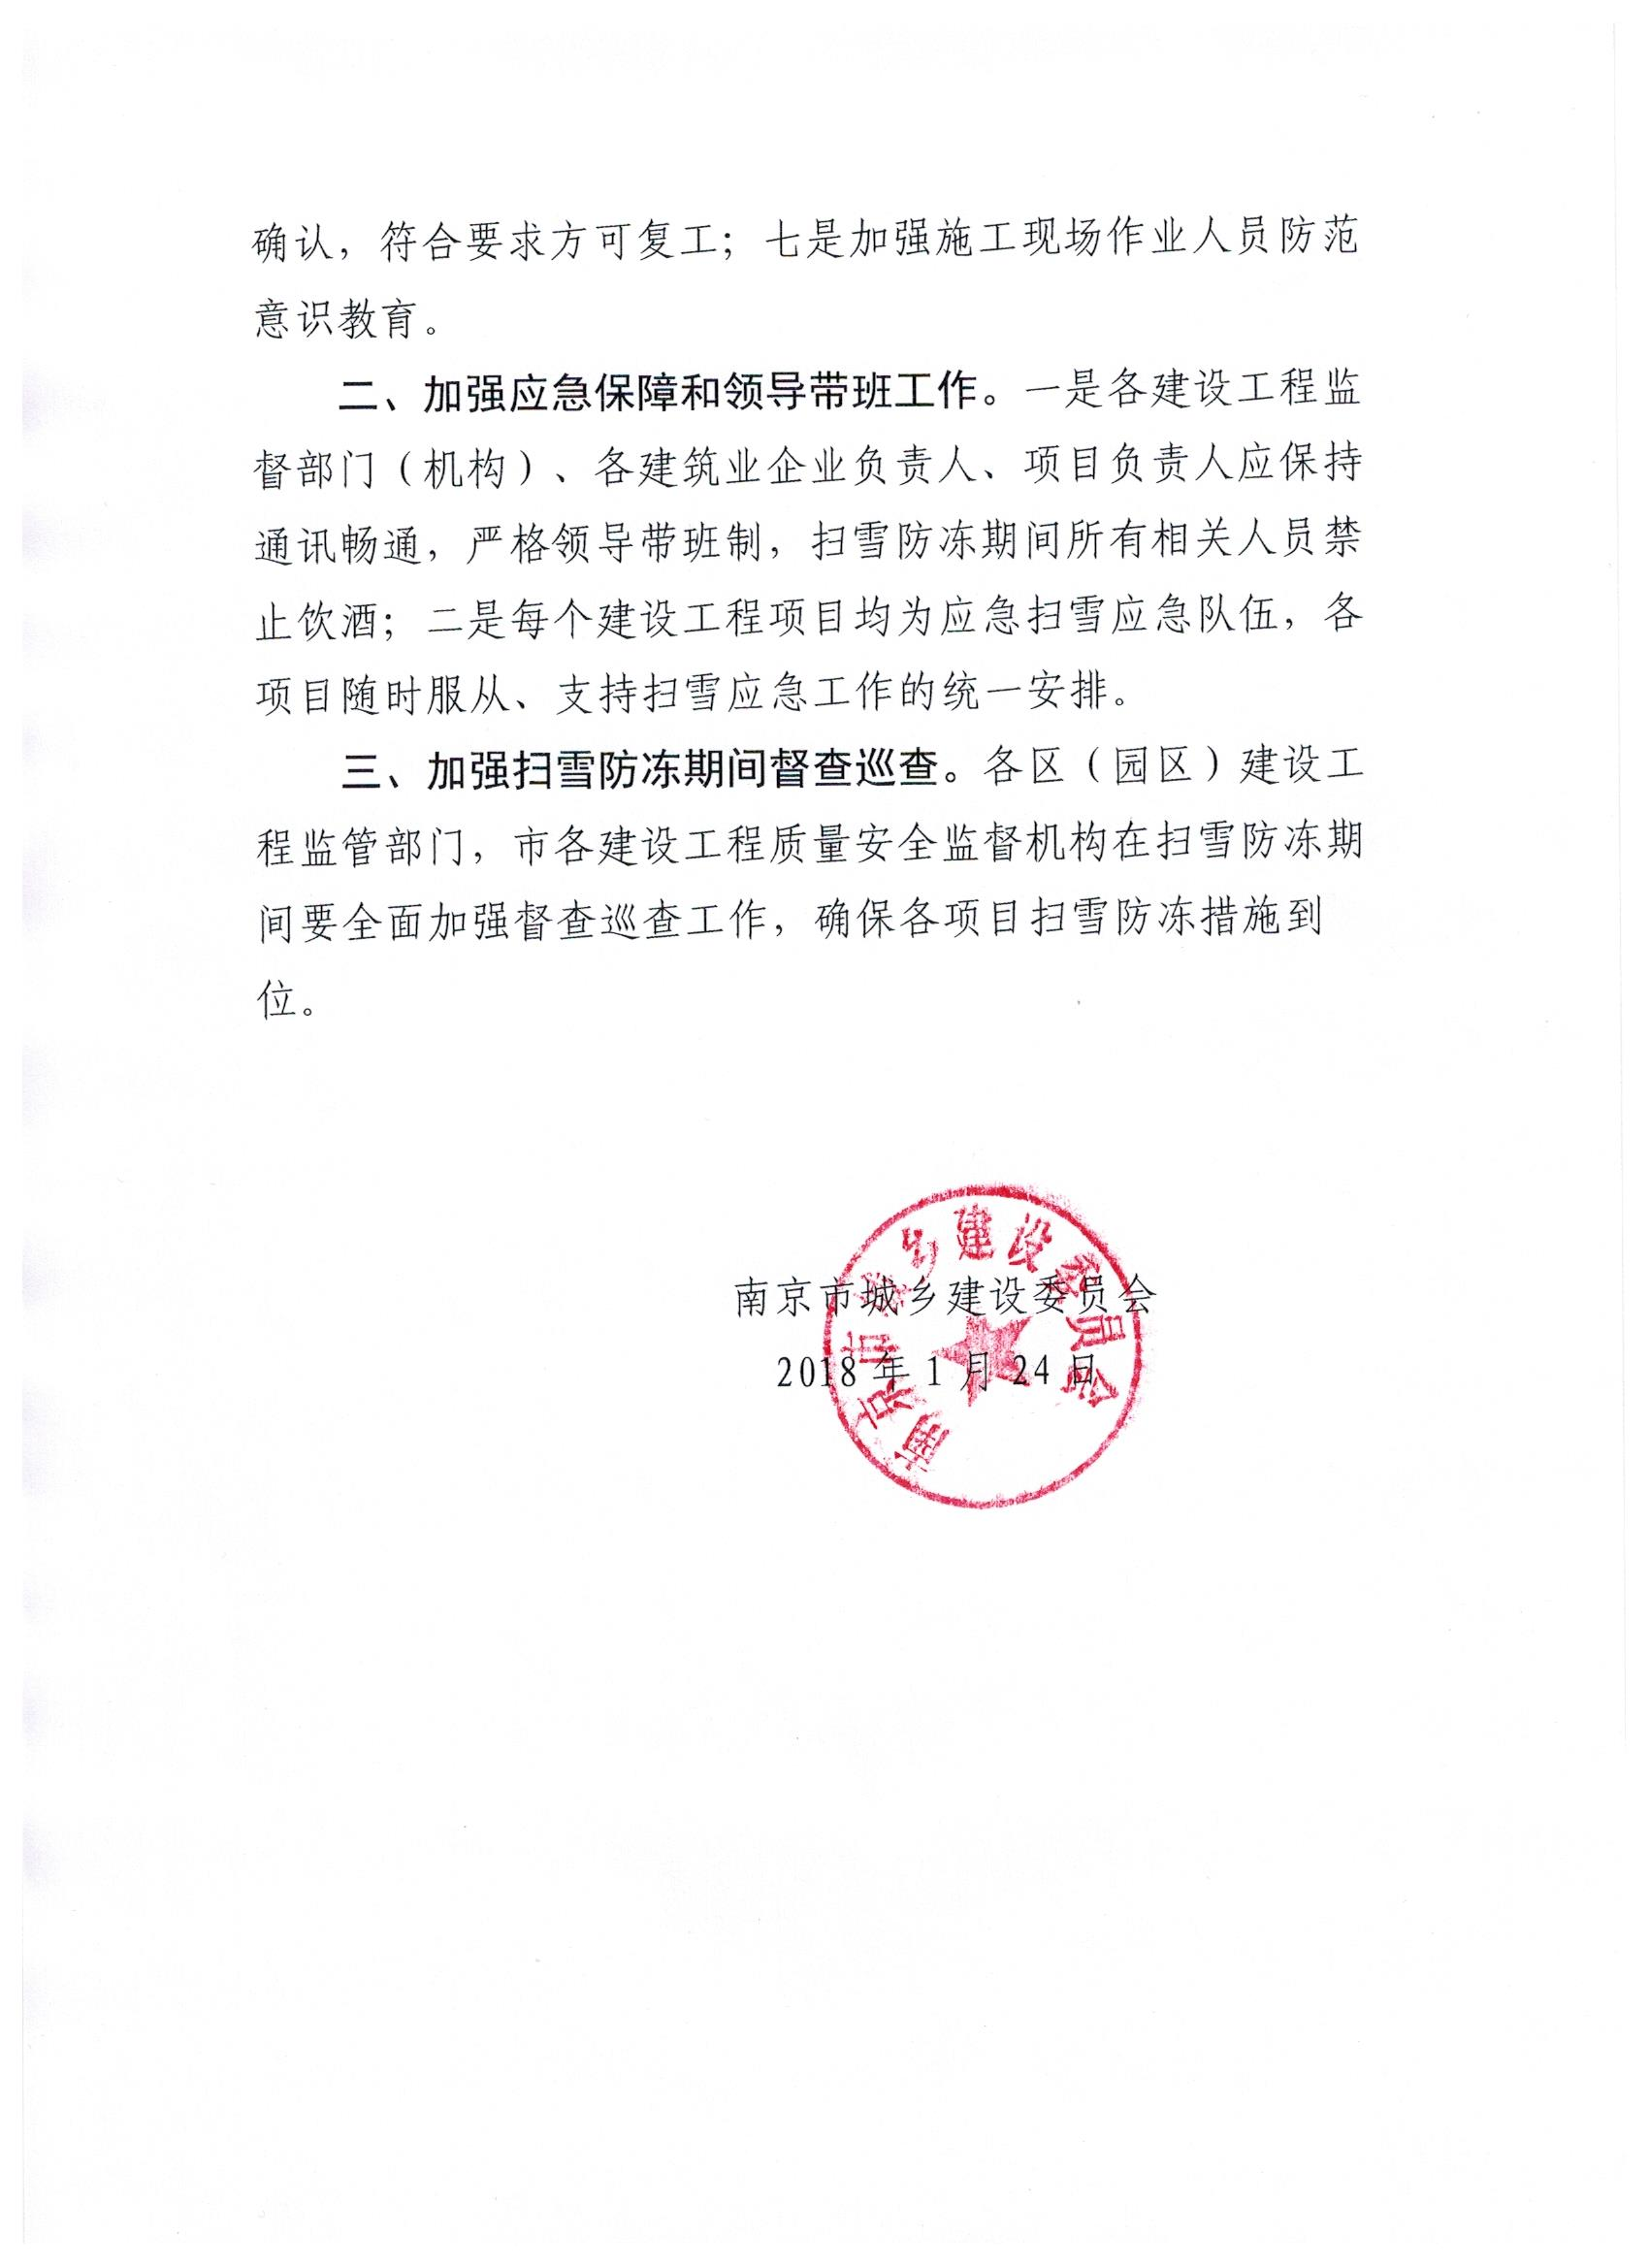 确认，符合要求方可复工；七是加强施工现场作业人员防范
意识教育。
二、加强应急保障和领导带班工作。一是各建设工程监
督部门（机构）、各建筑业企业负责人、项目负责人应保持
通讯畅通，严格领导带班制，扫雪防冻期间所有相关人员禁
止饮酒；二是每个建设工程项目均为应急扫雪应急队伍，各
项目随时服从、支持扫雪应急工作的统一安排。
三、加强扫雪防冻期间督查巡查。各区（园区）建设工
程监管部门，市各建设工程质量安全监督机构在扫雪防冻期
间要全面加强督查巡查工作，确保各项目扫雪防冻措施到
位。
南京市城乡建设委员会
2018年1月24日
南京市城乡建设委员会